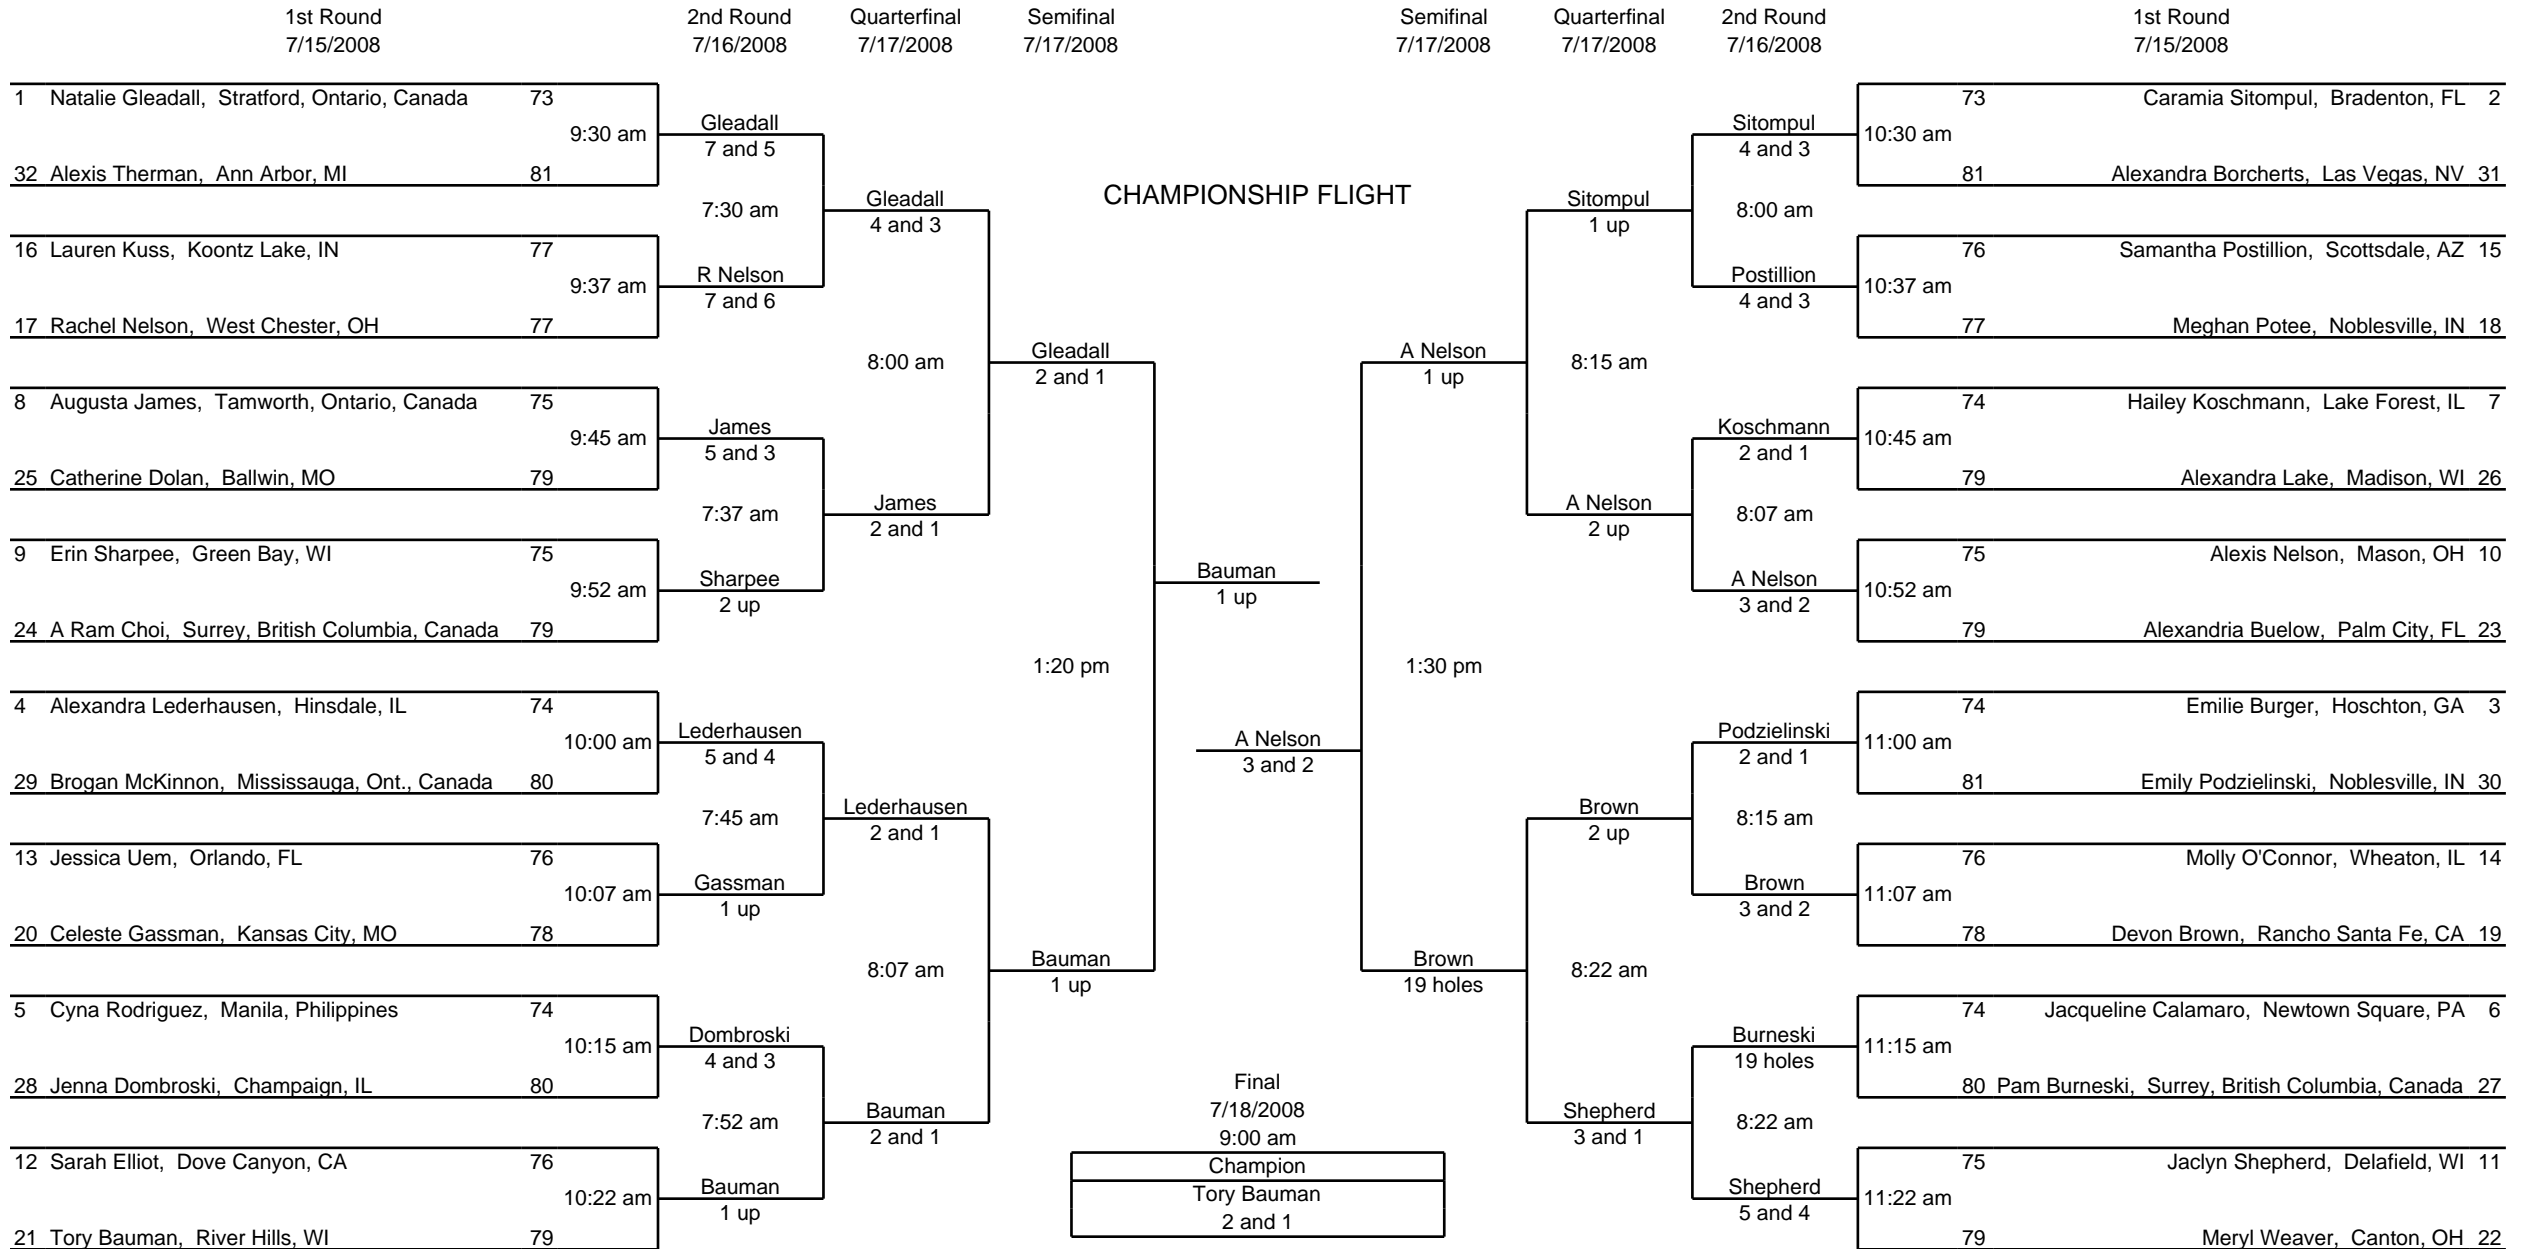 1st Round 2nd Round Quarterfinal Semifinal Semifinal Quarterfinal 2nd Round 1st Round
7/15/2008 7/16/2008 7/17/2008 7/17/2008 7/17/2008 7/17/2008 7/16/2008 7/15/2008
1 Natalie Gleadall, Stratford, Ontario, Canada 73 73 Caramia Sitompul, Bradenton, FL 2
Gleadall Sitompul
9:30 am 10:30 am
7 and 5 4 and 3
32 Alexis Therman, Ann Arbor, MI 81 81 Alexandra Borcherts, Las Vegas, NV 31
CHAMPIONSHIP FLIGHT
Gleadall Sitompul
7:30 am 8:00 am
4 and 3 1 up
16 Lauren Kuss, Koontz Lake, IN 77 76 Samantha Postillion, Scottsdale, AZ 15
R Nelson Postillion
9:37 am 10:37 am
7 and 6 4 and 3
17 Rachel Nelson, West Chester, OH 77 77 Meghan Potee, Noblesville, IN 18
Gleadall A Nelson
8:00 am 8:15 am
2 and 1 1 up
8 Augusta James, Tamworth, Ontario, Canada 75 74 Hailey Koschmann, Lake Forest, IL 7
James Koschmann
9:45 am 10:45 am
5 and 3 2 and 1
25 Catherine Dolan, Ballwin, MO 79 79 Alexandra Lake, Madison, WI 26
James A Nelson
7:37 am 8:07 am
2 and 1 2 up
9 Erin Sharpee, Green Bay, WI 75 75 Alexis Nelson, Mason, OH 10
Bauman
Sharpee A Nelson
9:52 am 10:52 am
1 up
2 up 3 and 2
24 A Ram Choi, Surrey, British Columbia, Canada 79 79 Alexandria Buelow, Palm City, FL 23
1:20 pm 1:30 pm
4 Alexandra Lederhausen, Hinsdale, IL 74 74 Emilie Burger, Hoschton, GA 3
Lederhausen Podzielinski
A Nelson
10:00 am 11:00 am
5 and 4 2 and 1
3 and 2
29 Brogan McKinnon, Mississauga, Ont., Canada 80 81 Emily Podzielinski, Noblesville, IN 30
Lederhausen Brown
7:45 am 8:15 am
2 and 1 2 up
13 Jessica Uem, Orlando, FL 76 76 Molly O'Connor, Wheaton, IL 14
Gassman Brown
10:07 am 11:07 am
1 up 3 and 2
20 Celeste Gassman, Kansas City, MO 78 78 Devon Brown, Rancho Santa Fe, CA 19
Bauman Brown
8:07 am 8:22 am
1 up 19 holes
5 Cyna Rodriguez, Manila, Philippines 74 74 Jacqueline Calamaro, Newtown Square, PA 6
Dombroski Burneski
10:15 am 11:15 am
4 and 3 19 holes
Final
28 Jenna Dombroski, Champaign, IL 80 80 Pam Burneski, Surrey, British Columbia, Canada 27
7/18/2008
Bauman Shepherd
7:52 am 8:22 am
2 and 1 3 and 1
9:00 am
12 Sarah Elliot, Dove Canyon, CA 76 75 Jaclyn Shepherd, Delafield, WI 11
Champion
Bauman Shepherd
Tory Bauman
10:22 am 11:22 am
1 up 5 and 4
2 and 1
21 Tory Bauman, River Hills, WI 79 79 Meryl Weaver, Canton, OH 22